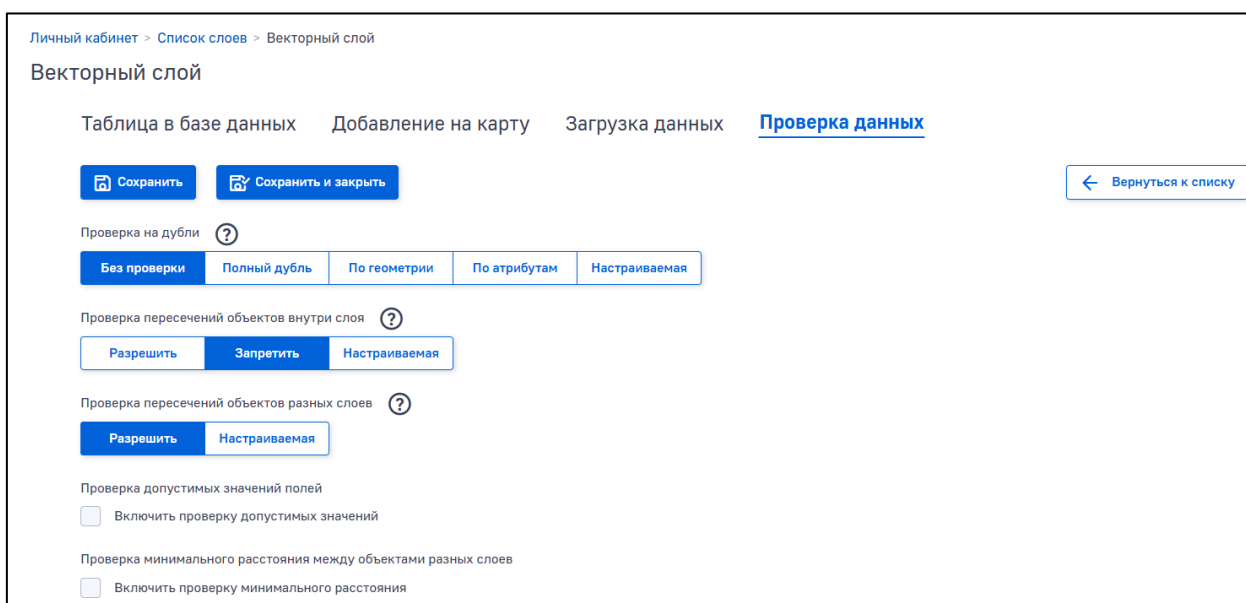 Личный кабинет > Список слоев > Векторный слой
Векторный слой
Таблица в базе данных Добавление на карту Загрузка данных Проверка данных
Сохранить Сохранить и закрыть Вернуться к списку
Проверка на дубли ?
Без проверки Полный дубль По геометрии По атрибутам Настраиваемая
Проверка пересечений объектов внутри слоя ?
Разрешить Запретить Настраиваемая
Проверка пересечений объектов разных слоев ?
Разрешить Настраиваемая
Проверка допустимых значений полей
Включить проверку допустимых значений
Проверка минимального расстояния между объектами разных слоев
Включить проверку минимального расстояния